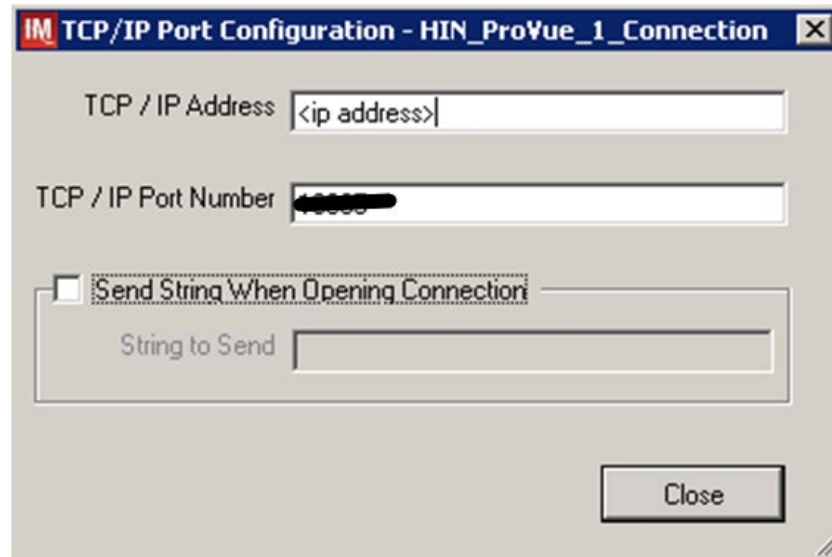 IM TCP/IP Port Configuration - HIN_ProVue_1_Connection
TCP / IP Address <ip address>
TCP / IP Port Number
Send String When Opening Connection
String to Send
Close